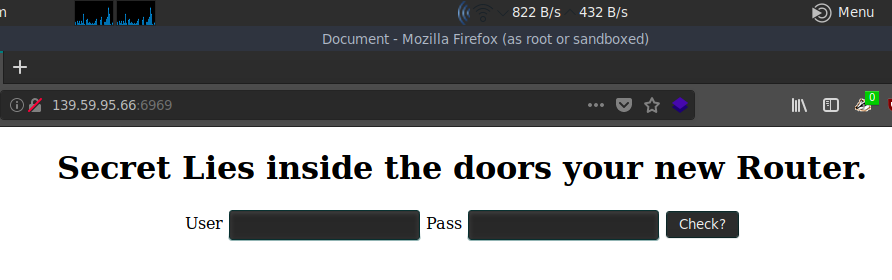 m 822 B/s 432 B/s Menu
Document - Mozilla Firefox (as root or sandboxed)
139.59.95.66:6969 0
Secret Lies inside the doors your new Router.
User Pass Check?